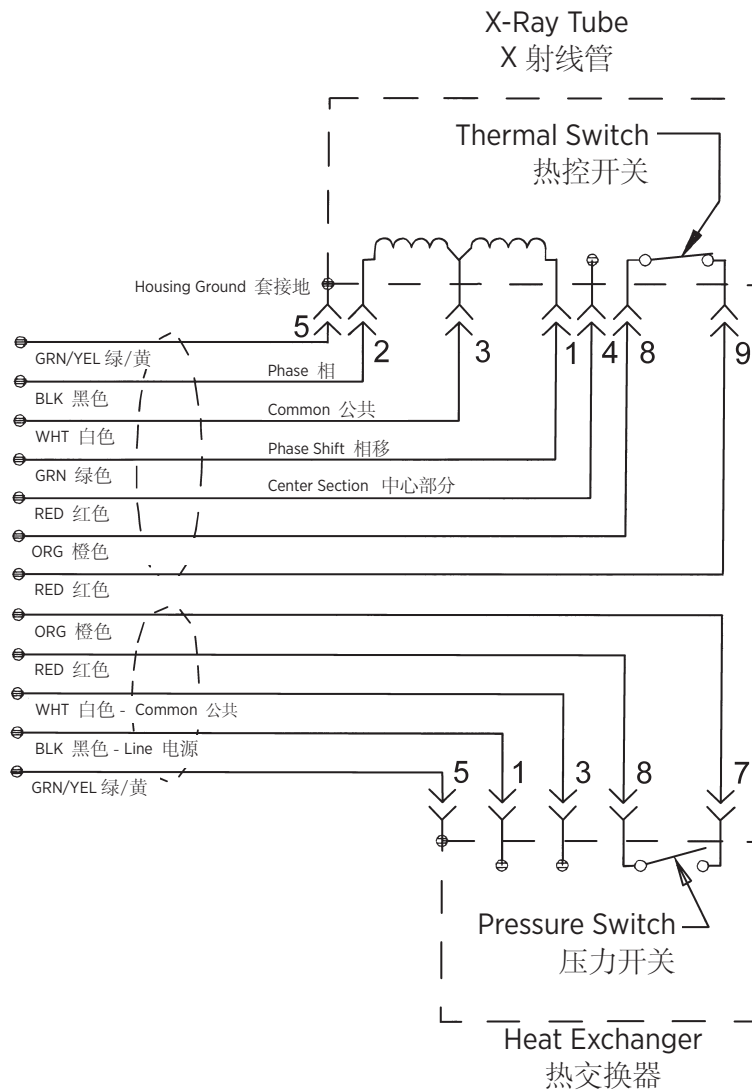 X-Ray Tube
X 射线管
Thermal Switch
热控开关
Housing Ground 套接地
5
2
3
1
4
8
9
GRN/YEL 绿/黄
Phase 相
BLK 黑色
Common 公共
WHT 白色
Phase Shift 相移
GRN 绿色
Center Section 中心部分
RED 红色
ORG 橙色
RED 红色
ORG 橙色
RED 红色
WHT 白色 - Common 公共
BLK 黑色 - Line 电源
GRN/YEL 绿/黄
5
1
3
8
7
Pressure Switch
压力开关
Heat Exchanger
热交换器